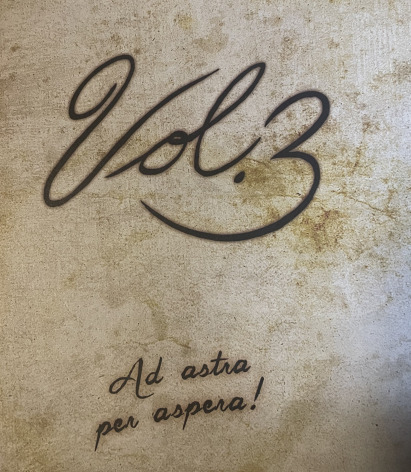 Vol.3
Ad astra
per aspera!